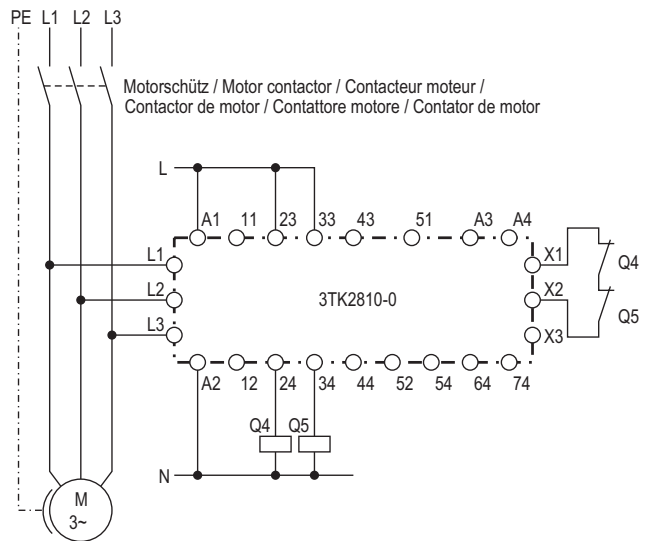 PE L1 L2 L3
Motorschütz / Motor contactor / Contacteur moteur /
Contactor de motor / Contattore motore / Contator de motor
L
A1 11 23 33 43 51 A3 A4
L1 X1
Q4
L2 3TK2810-0 X2
Q5
L3 X3
A2 12 24 34 44 52 54 64 74
Q4 Q5
N
M
3~